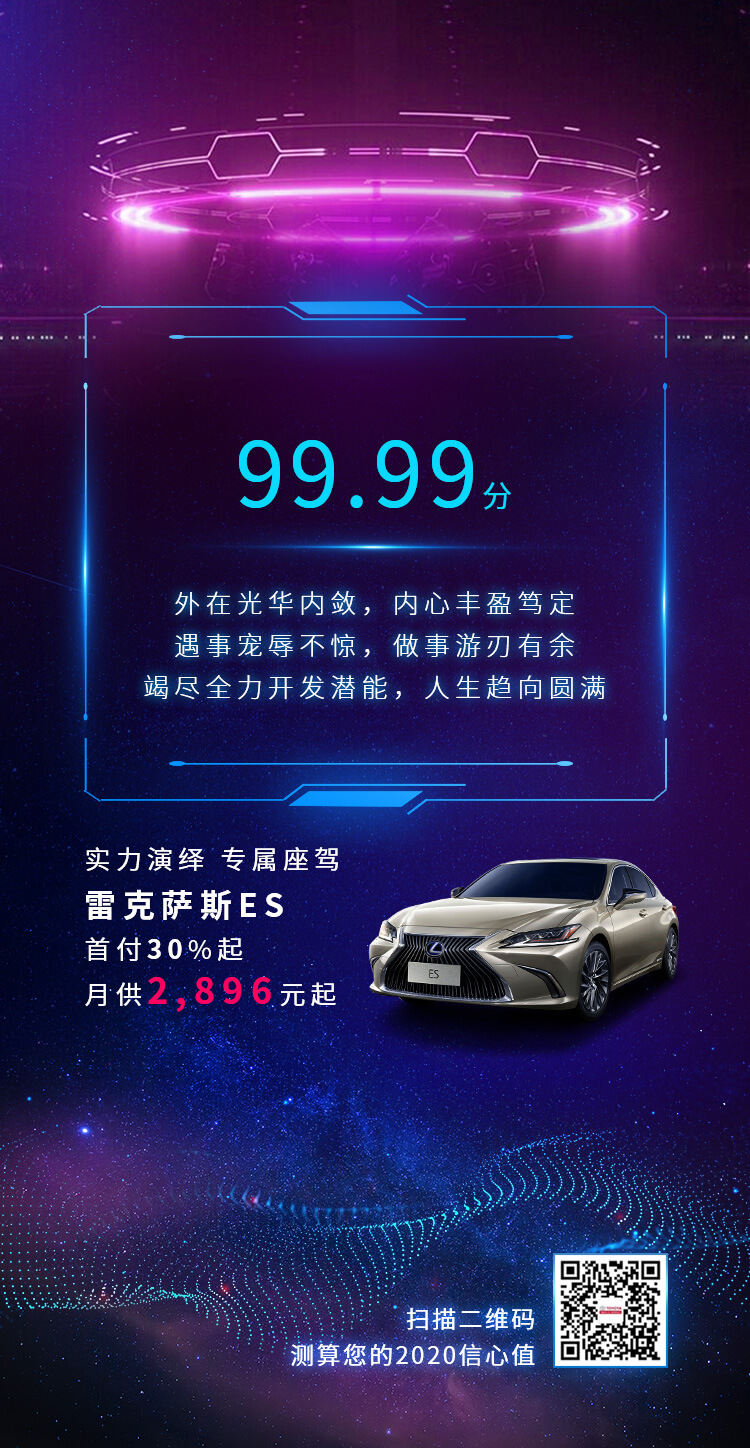 99.99分
外在光华内敛，内心丰盈笃定
遇事宠辱不惊，做事游刃有余
竭尽全力开发潜能，人生趋向圆满
实力演绎 专属座驾
雷克萨斯ES
首付30%起
月供2,896元起
ES
扫描二维码
测算您的2020信心值